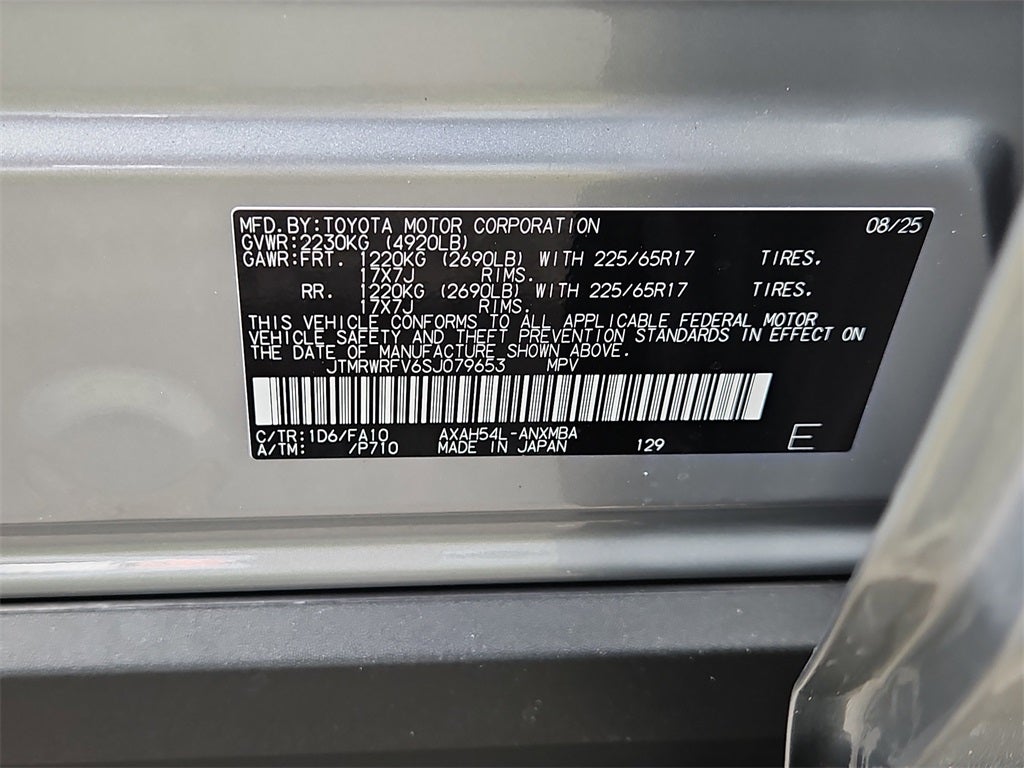 MFD.BY:TOYOTA MOTOR CORPORATION 08/25
GVWR:2230KG (4920LB)
GAWR:FRT. 1220KG (2690LB) WITH 225/65R17 TIRES.
17X7J RIMS.
RR. 1220KG (2690LB) WITH 225/65R17 TIRES.
17X7J RIMS.
THIS VEHICLE CONFORMS TO ALL APPLICABLE FEDERAL MOTOR
VEHICLE SAFETY AND THEFT PREVENTION STANDARDS IN EFFECT ON
THE DATE OF MANUFACTURE SHOWN ABOVE.
JTMRWRFV6SJ079653 MPV
C/TR:1D6/FA10 AXAH54L-ANXMBA
A/TM: /P710 MADE IN JAPAN 129 E